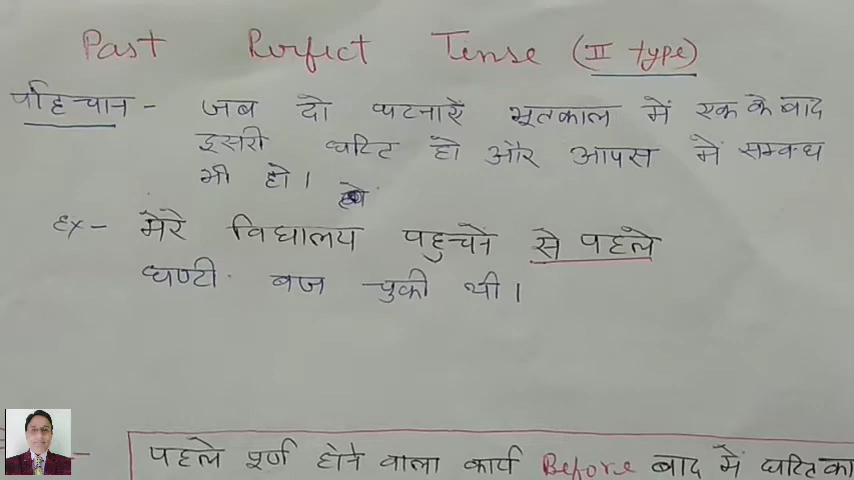 Past Perfect Tense (II type)
पहिचान - जब दो घटनाऐं भूतकाल में एक के बाद
दूसरी घटित हो और आपस में सम्बन्ध
भी हो।
Ex - मेरे विद्यालय पहुचने से पहले
घण्टी बज चुकी थी।
पहले पूर्ण होने वाला कार्य Before बाद में घटित का